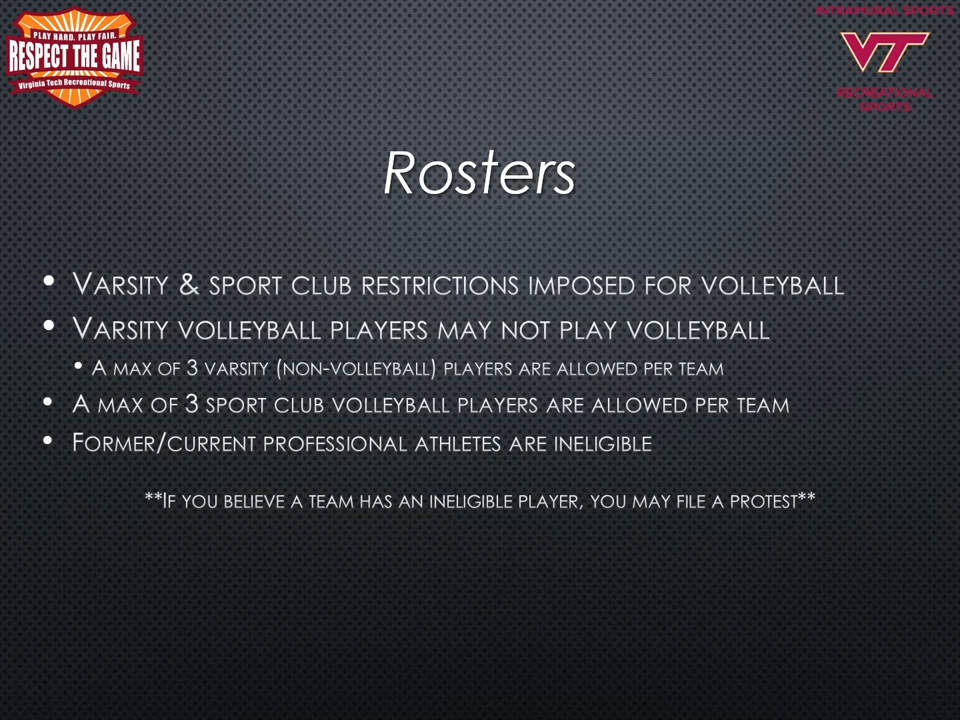 PLAY HARD. PLAY FAIR.
RESPECT THE GAME
Virginia Tech Recreational Sports
INTRAMURAL SPORTS
VT
RECREATIONAL
SPORTS
Rosters
• Varsity & sport club restrictions imposed for volleyball
• Varsity volleyball players may not play volleyball
• A max of 3 varsity (non-volleyball) players are allowed per team
• A max of 3 sport club volleyball players are allowed per team
• Former/current professional athletes are ineligible
**If you believe a team has an ineligible player, you may file a protest**